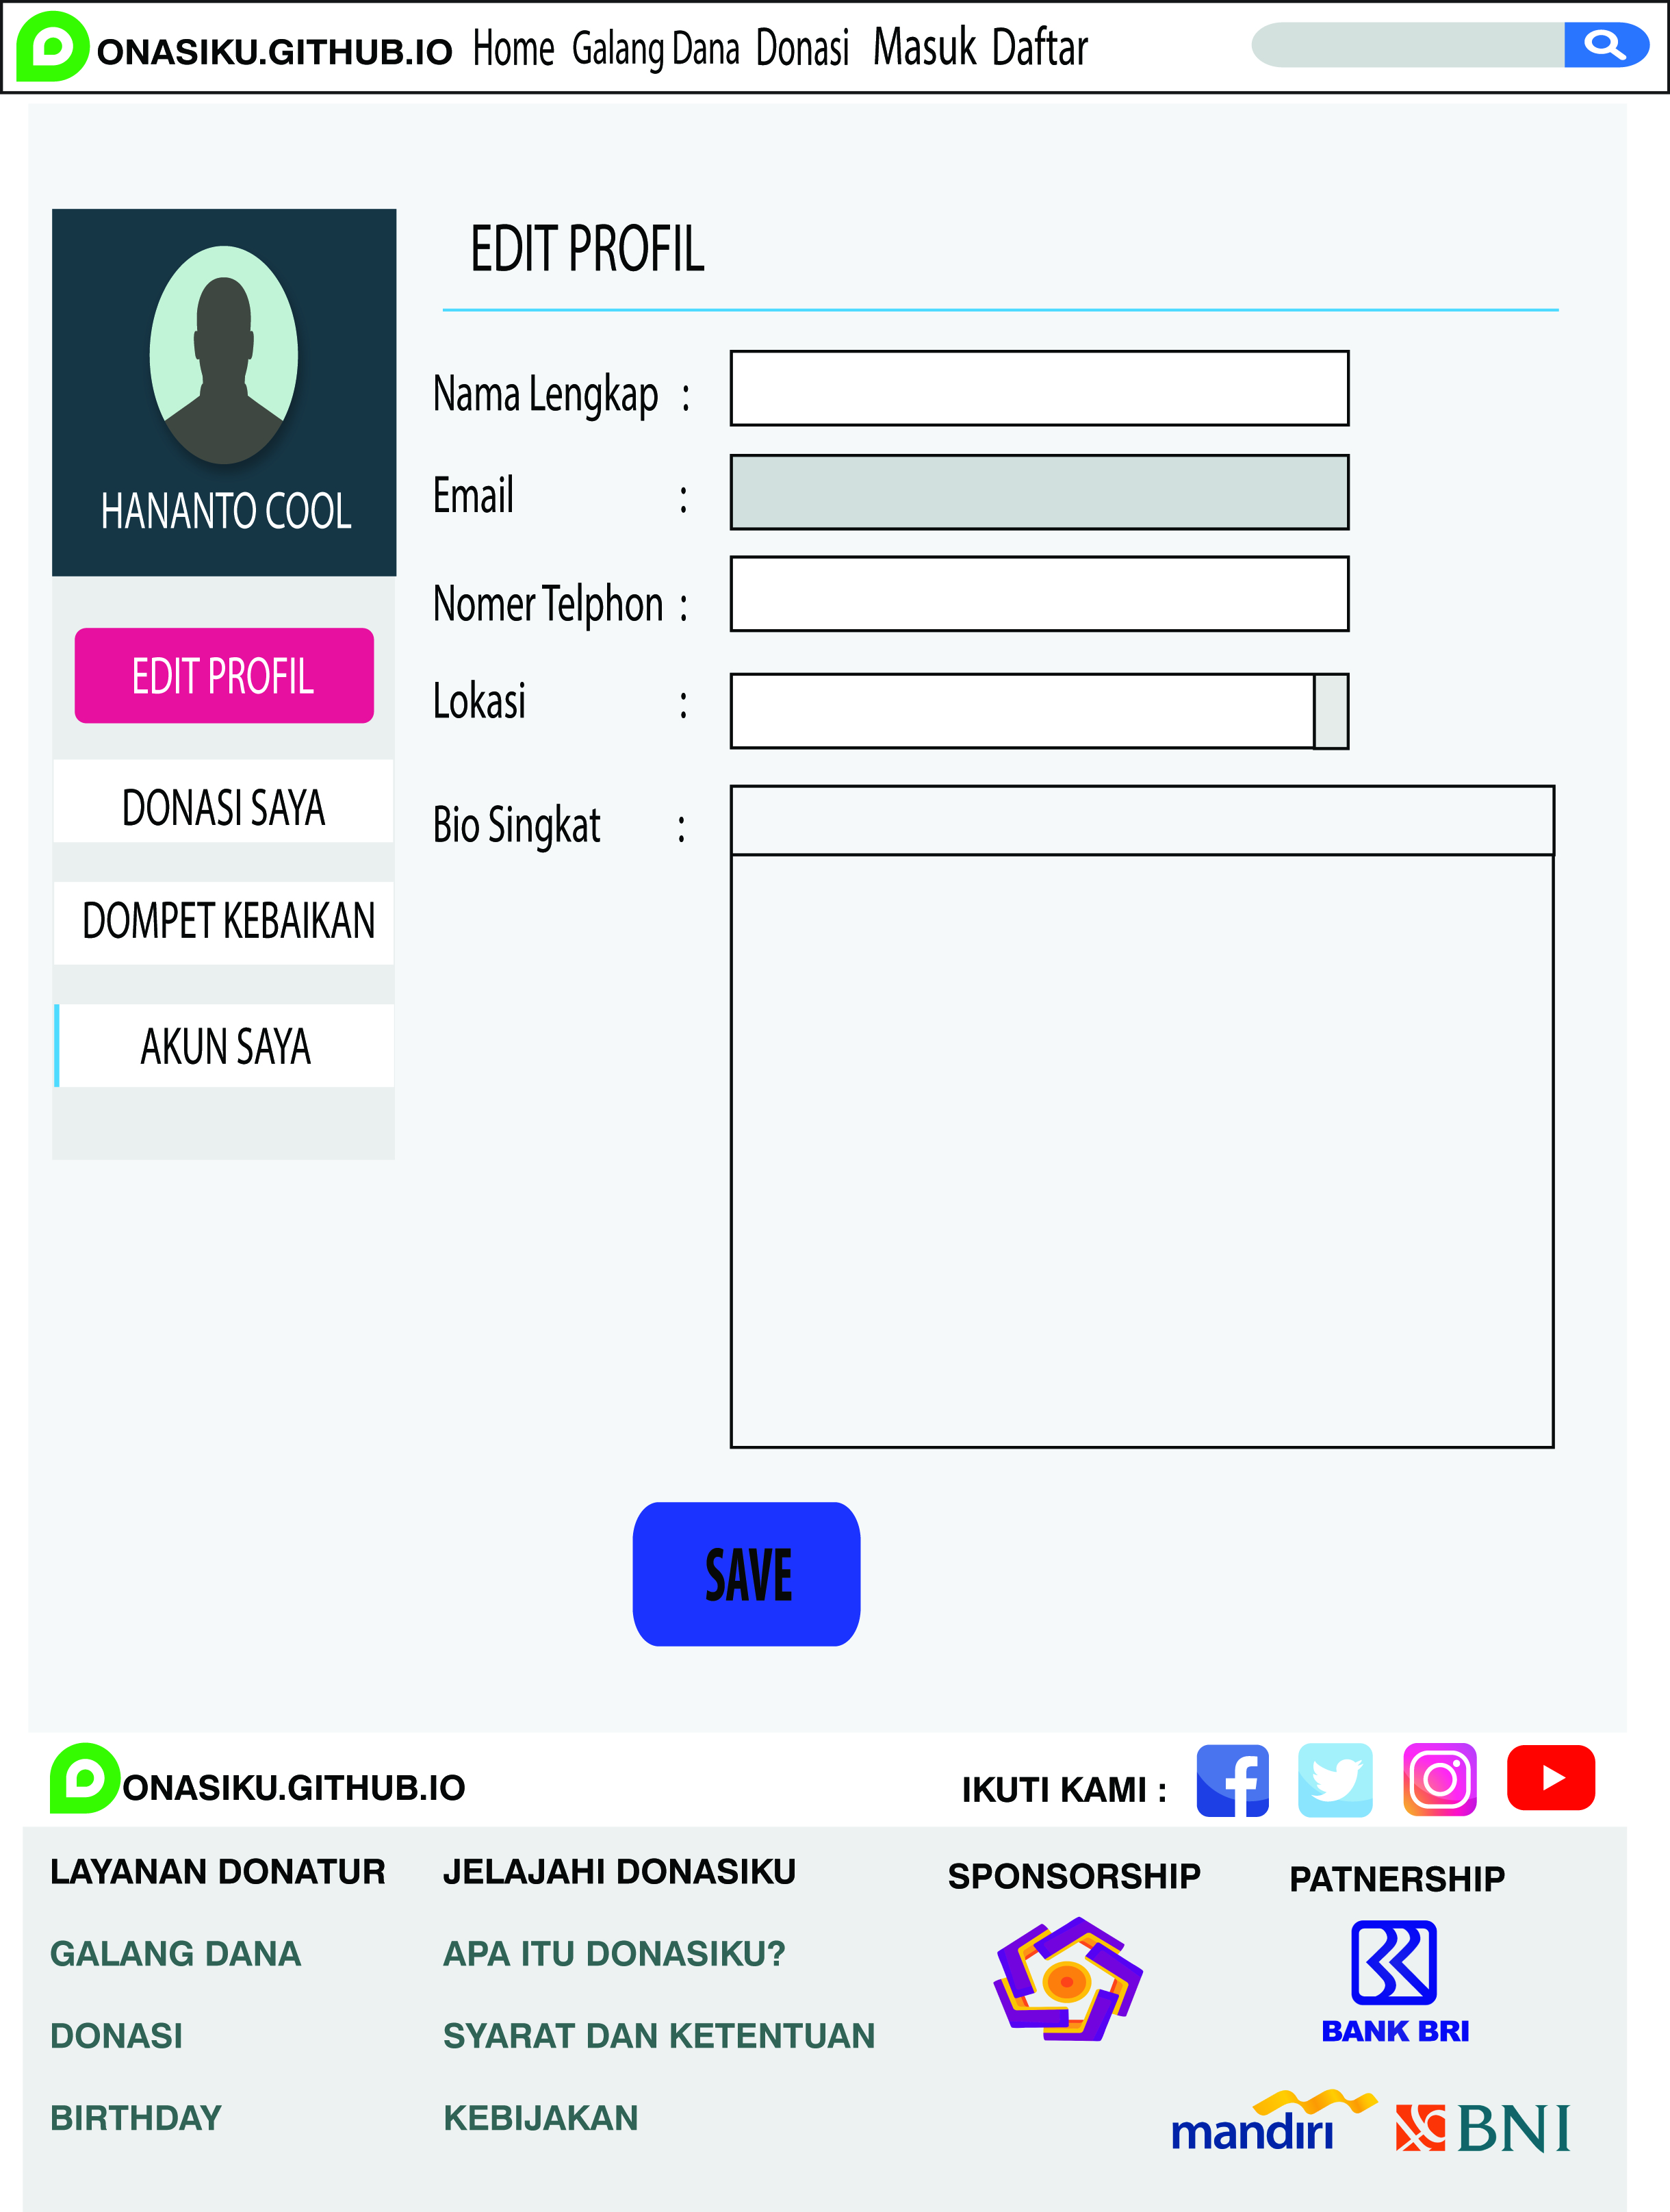 ONASIKU.GITHUB.IO Home Galang Dana Donasi Masuk Daftar
EDIT PROFIL
HANANTO COOL
EDIT PROFIL
DONASI SAYA
DOMPET KEBAIKAN
AKUN SAYA
Nama Lengkap :
Email :
Nomer Telphon :
Lokasi :
Bio Singkat :
SAVE
ONASIKU.GITHUB.IO
IKUTI KAMI :
LAYANAN DONATUR
GALANG DANA
DONASI
BIRTHDAY
JELAJAHI DONASIKU
APA ITU DONASIKU?
SYARAT DAN KETENTUAN
KEBIJAKAN
SPONSORSHIP
PATNERSHIP
BANK BRI
mandırı
BNI